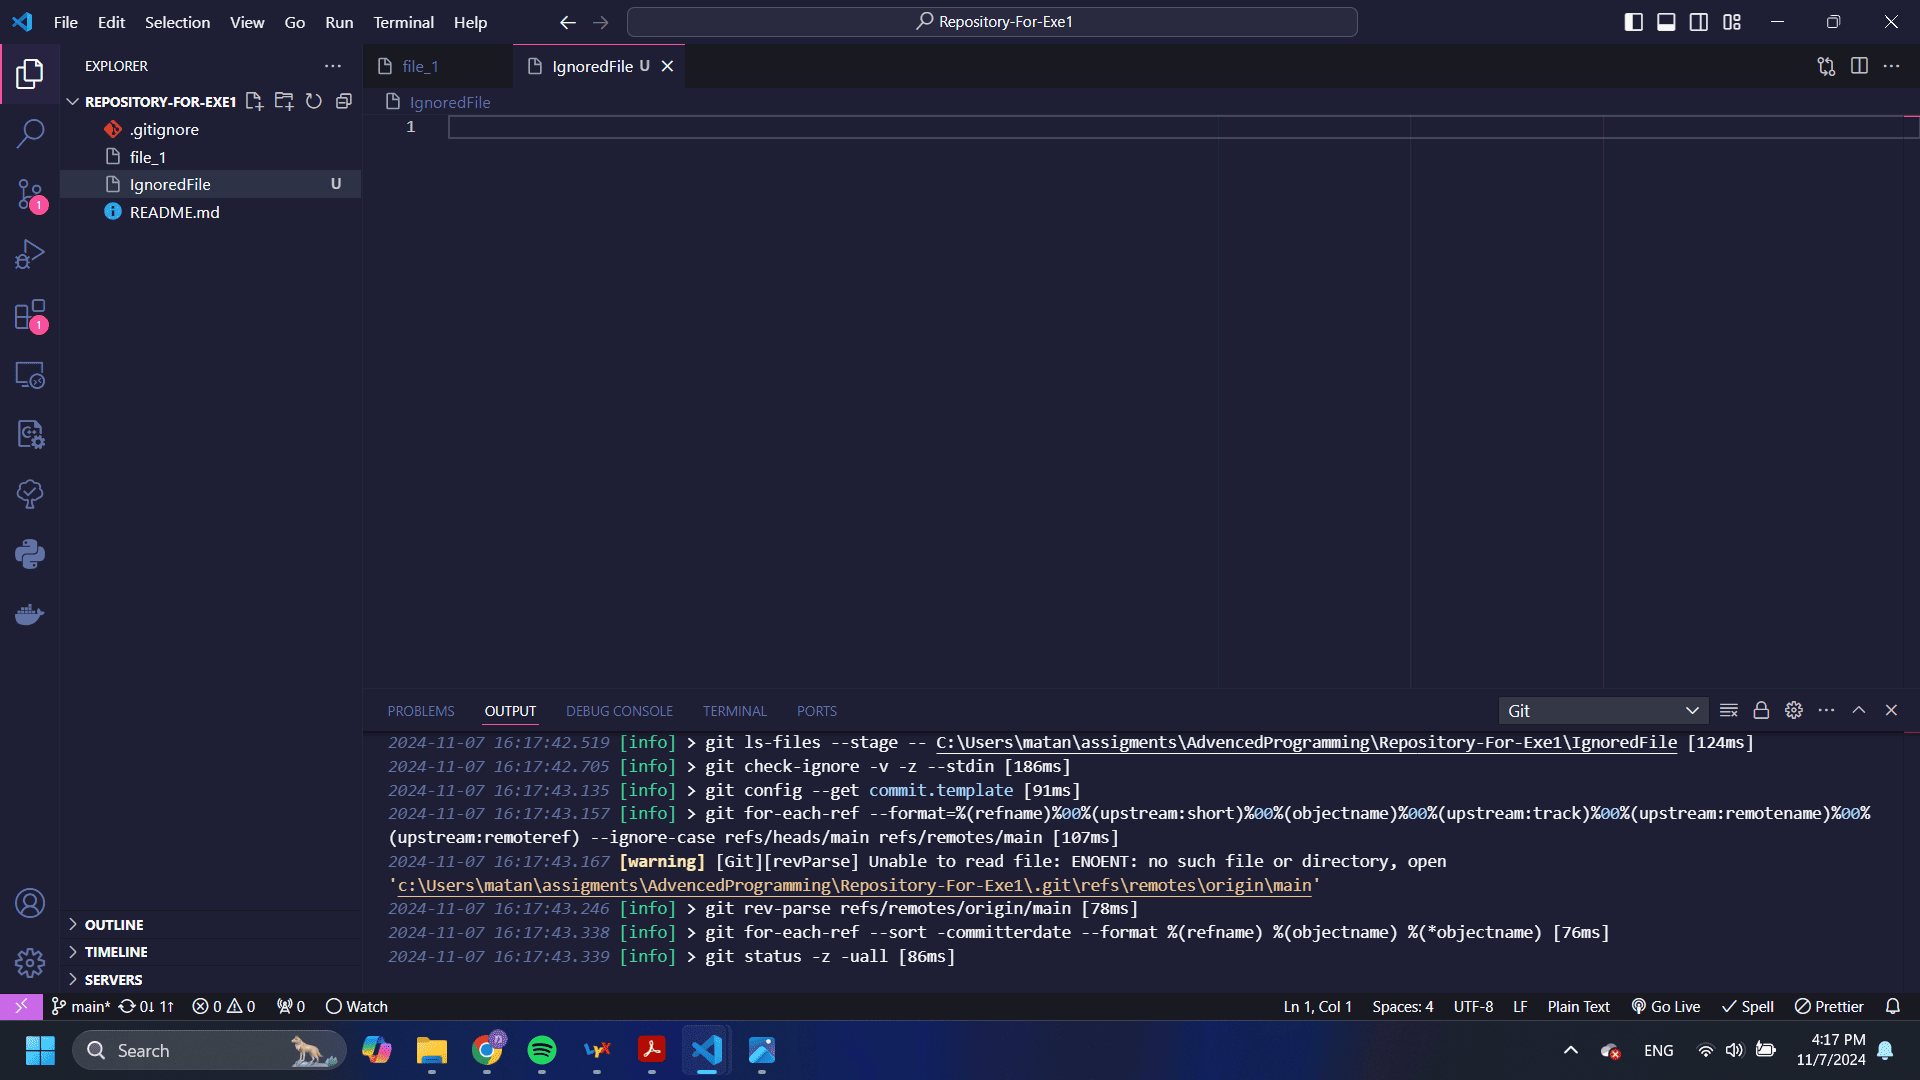 File Edit Selection View Go Run Terminal Help
Repository-For-Exe1
EXPLORER
REPOSITORY-FOR-EXE1
.gitignore
file_1
IgnoredFile U
README.md
1
1
file_1
IgnoredFile U
IgnoredFile
1
PROBLEMS OUTPUT DEBUG CONSOLE TERMINAL PORTS
Git
2024-11-07 16:17:42.519 [info] > git ls-files --stage -- C:\Users\matan\assigments\AdvencedProgramming\Repository-For-Exe1\IgnoredFile [124ms]
2024-11-07 16:17:42.705 [info] > git check-ignore -v -z --stdin [186ms]
2024-11-07 16:17:43.135 [info] > git config --get commit.template [91ms]
2024-11-07 16:17:43.157 [info] > git for-each-ref --format=%(refname)%00%(upstream:short)%00%(objectname)%00%(upstream:track)%00%(upstream:remotename)%00%
(upstream:remoteref) --ignore-case refs/heads/main refs/remotes/main [107ms]
2024-11-07 16:17:43.167 [warning] [Git][revParse] Unable to read file: ENOENT: no such file or directory, open
'c:\Users\matan\assigments\AdvencedProgramming\Repository-For-Exe1\.git\refs\remotes\origin\main'
2024-11-07 16:17:43.246 [info] > git rev-parse refs/remotes/origin/main [78ms]
2024-11-07 16:17:43.338 [info] > git for-each-ref --sort -committerdate --format %(refname) %(objectname) %(*objectname) [76ms]
2024-11-07 16:17:43.339 [info] > git status -z -uall [86ms]
OUTLINE
TIMELINE
SERVERS
main* 0↓ 1↑ 0 0 0 Watch
Ln 1, Col 1 Spaces: 4 UTF-8 LF Plain Text Go Live Spell Prettier
Search
ENG
4:17 PM
11/7/2024